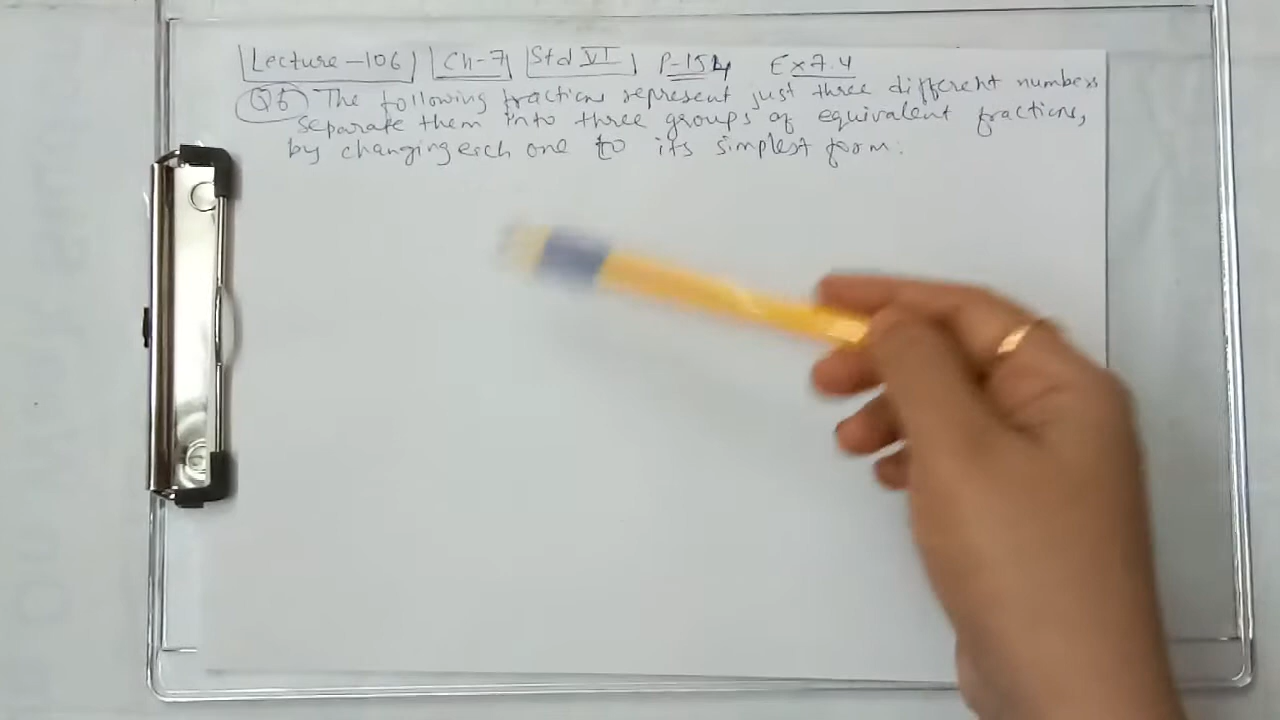 Lecture-106 Ch-7 Std VI P-154 Ex 7.4
Q6 The following fractions represent just three different numbers
separate them into three groups of equivalent fractions,
by changing each one to its simplest form.